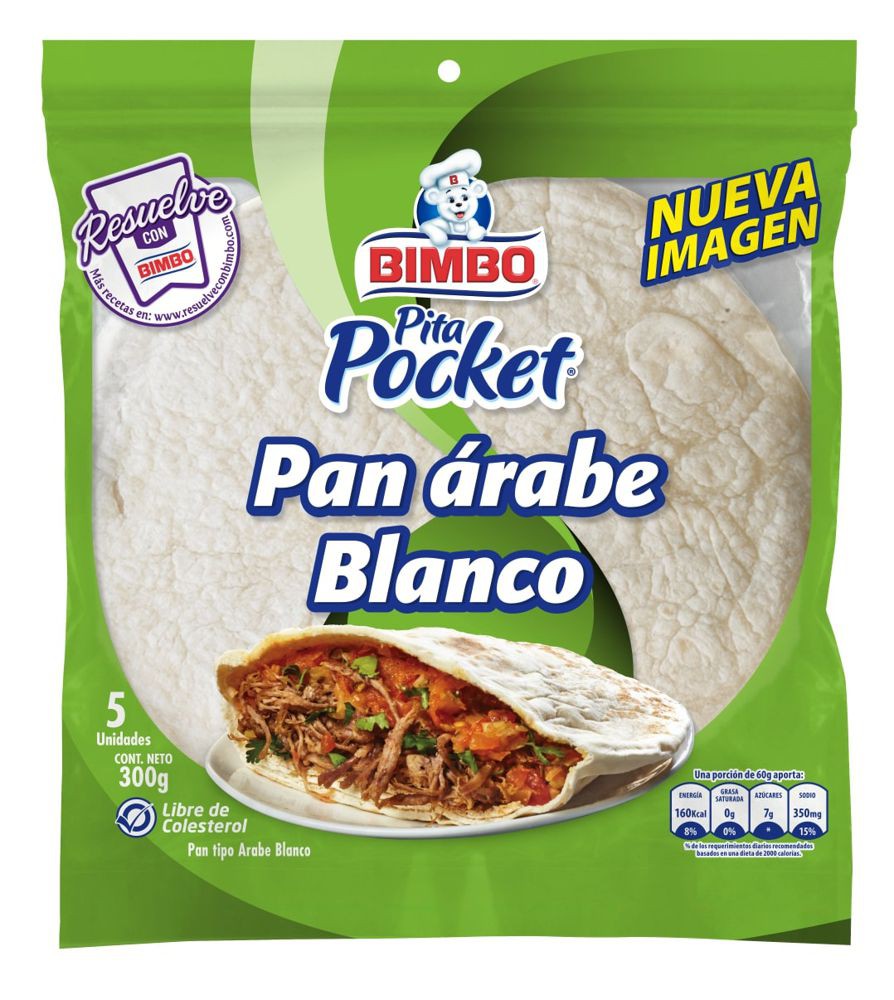 Resuelve
CON
BIMBO
Más recetas en: www.resuelveconbimbo.com
B
BIMBO®
NUEVA
IMAGEN
Pita
Pocket®
Pan árabe
Blanco
5
Unidades
CONT. NETO
300g
Libre de
Colesterol
Pan tipo Arabe Blanco
Una porción de 60g aporta:
ENERGÍA GRASA SATURADA AZÚCARES SODIO
160Kcal 0g 7g 350mg
8% 0% * 15%
% de los requerimientos diarios recomendados
basados en una dieta de 2000 calorías.